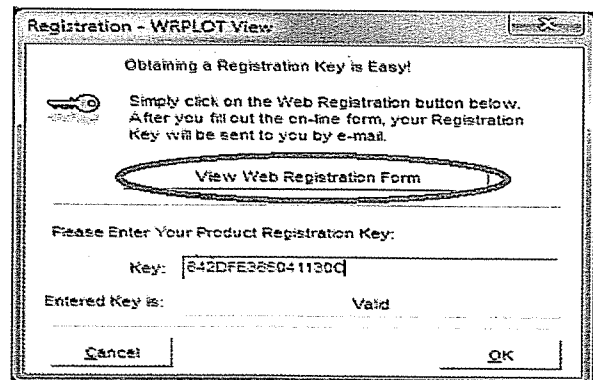 Registration - WRPLOT View
Obtaining a Registration Key is Easy!
Simply click on the Web Registration button below.
After you fill out the on-line form, your Registration
Key will be sent to you by e-mail.
View Web Registration Form
Please Enter Your Product Registration Key:
Key:
Entered Key is: Valid
Cancel OK